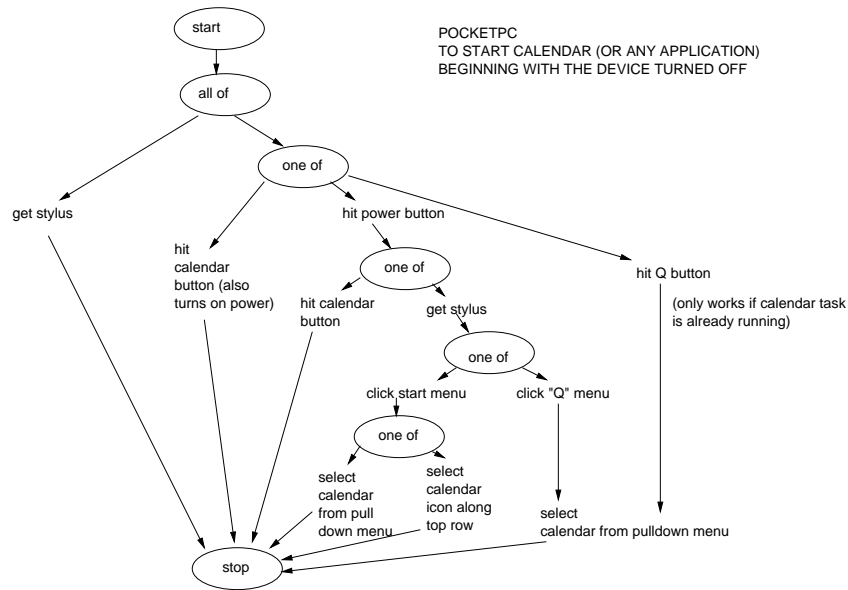 start
POCKETPC
TO START CALENDAR (OR ANY APPLICATION)
BEGINNING WITH THE DEVICE TURNED OFF
all of
one of
get stylus
hit power button
hit
calendar
button (also
turns on power)
one of
hit Q button
(only works if calendar task
is already running)
hit calendar
button
get stylus
one of
click start menu
click "Q" menu
one of
select
calendar
from pull
down menu
select
calendar
icon along
top row
select
calendar from pulldown menu
stop